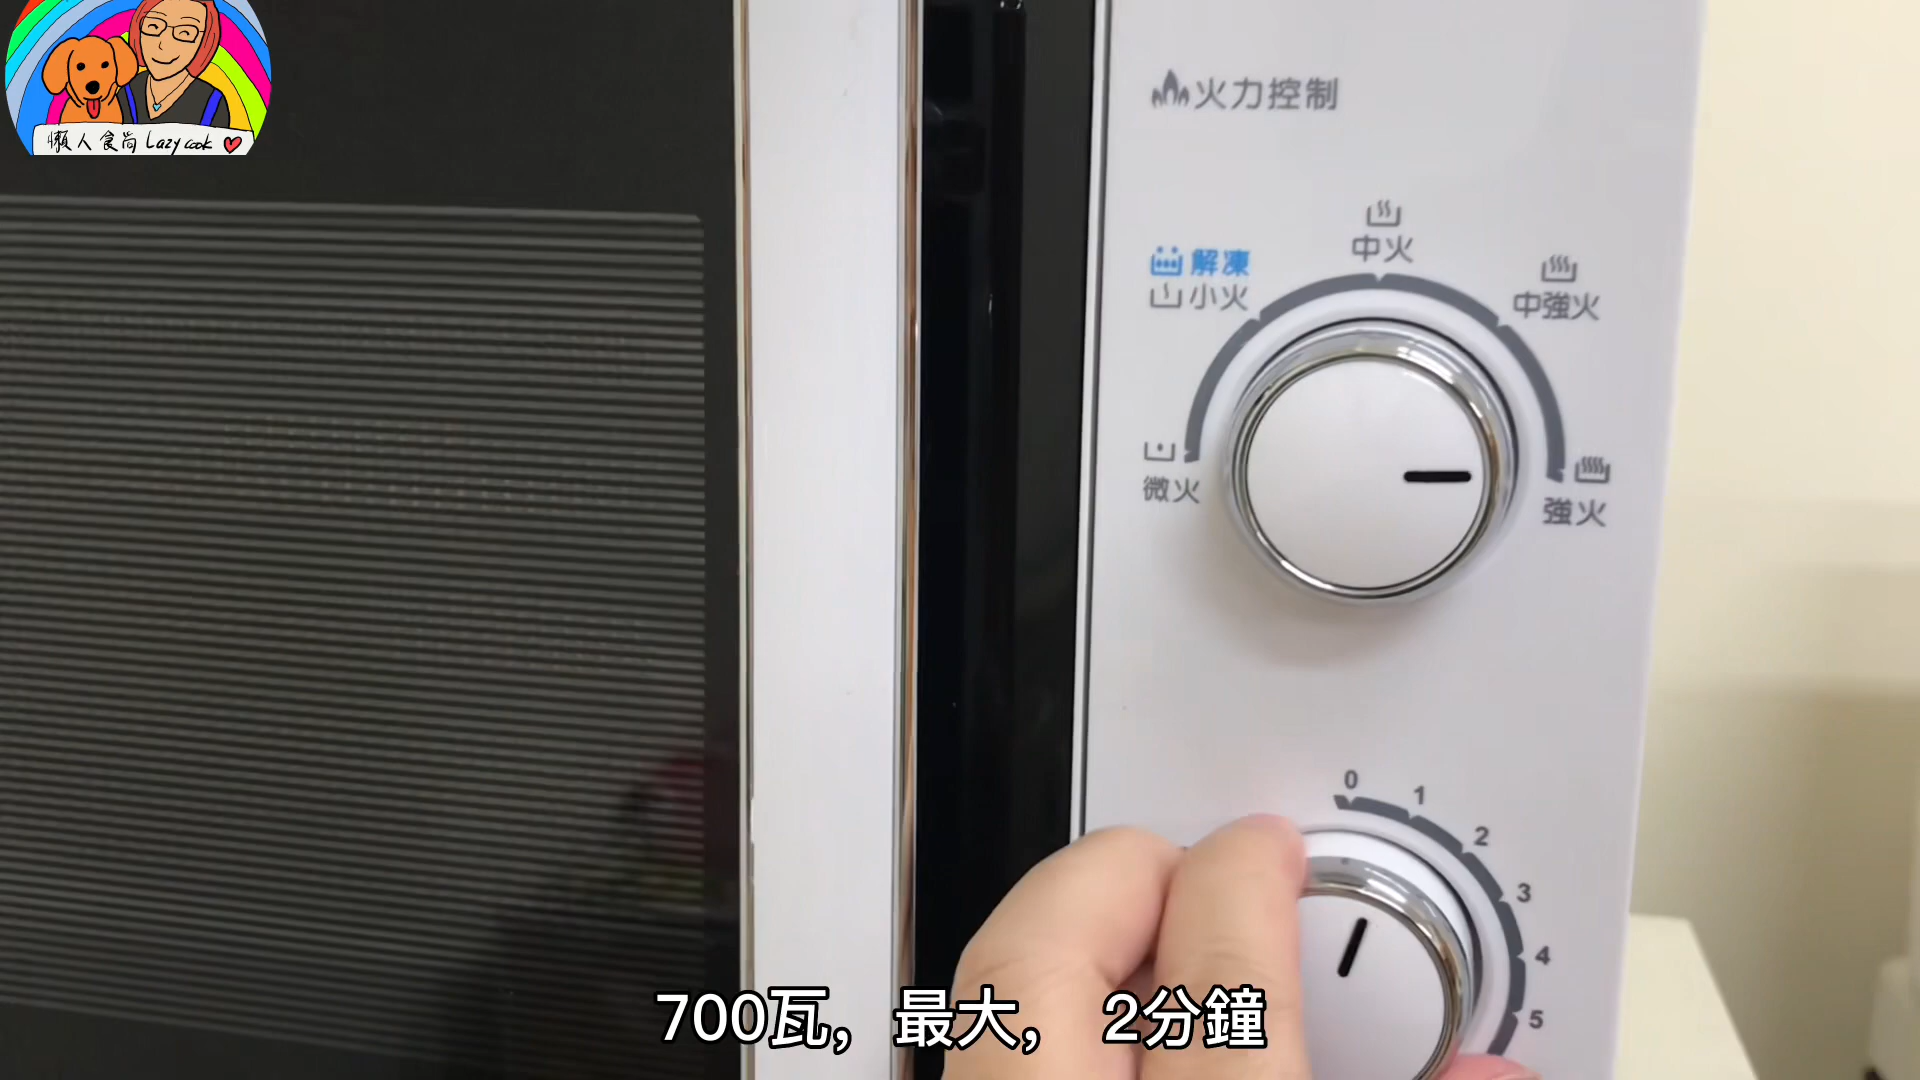 懶人食尚 Lazy cook
火力控制
中火
解凍
小火
中強火
微火
強火
0
1
2
3
4
5
700瓦，最大， 2分鐘